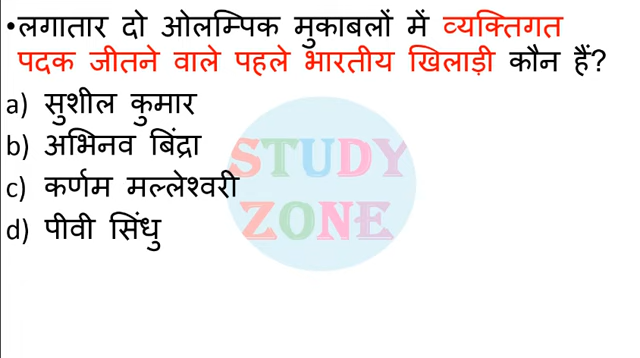 •लगातार दो ओलम्पिक मुकाबलों में व्यक्तिगत
पदक जीतने वाले पहले भारतीय खिलाड़ी कौन हैं?
a) सुशील कुमार
b) अभिनव बिंद्रा
c) कर्णम मल्लेश्वरी
d) पीवी सिंधु
STUDY
ZONE